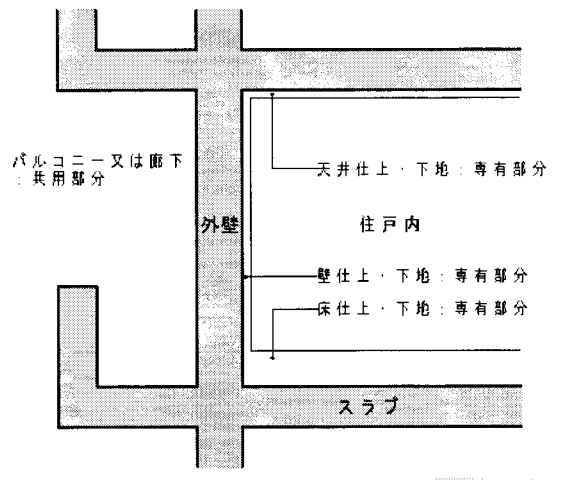 天井仕上・下地：専有部分
バルコニー又は廊下
：共用部分
外壁
住戸内
壁仕上・下地：専有部分
床仕上・下地：専有部分
スラブ